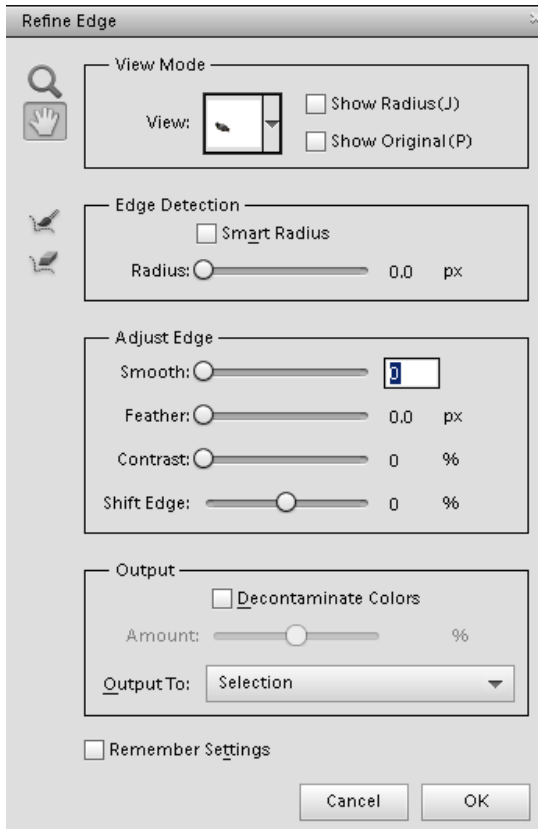 Refine Edge
View Mode
View:
Show Radius(J)
Show Original(P)
Edge Detection
Smart Radius
Radius: 0.0 px
Adjust Edge
Smooth: 0
Feather: 0.0 px
Contrast: 0 %
Shift Edge: 0 %
Output
Decontaminate Colors
Amount: %
Output To: Selection
Remember Settings
Cancel OK